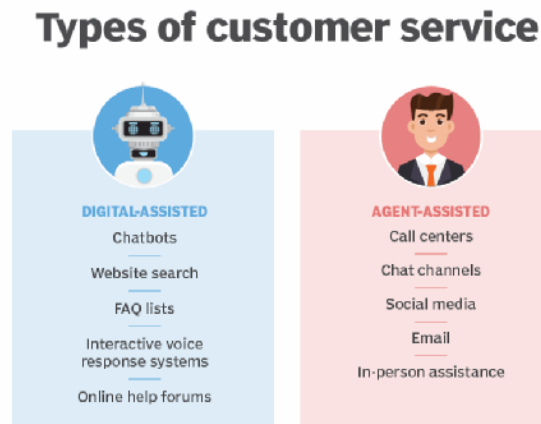 Types of customer service
DIGITAL-ASSISTED
Chatbots
Website search
FAQ lists
Interactive voice
response systems
Online help forums
AGENT-ASSISTED
Call centers
Chat channels
Social media
Email
In-person assistance